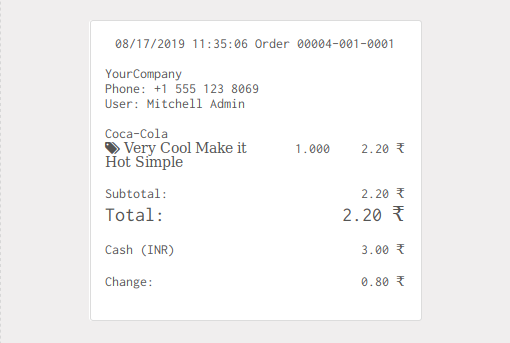 08/17/2019 11:35:06 Order 00004-001-0001
YourCompany
Phone: +1 555 123 8069
User: Mitchell Admin
Coca-Cola
Very Cool Make it 1.000 2.20 ₹
Hot Simple
Subtotal: 2.20 ₹
Total: 2.20 ₹
Cash (INR) 3.00 ₹
Change: 0.80 ₹